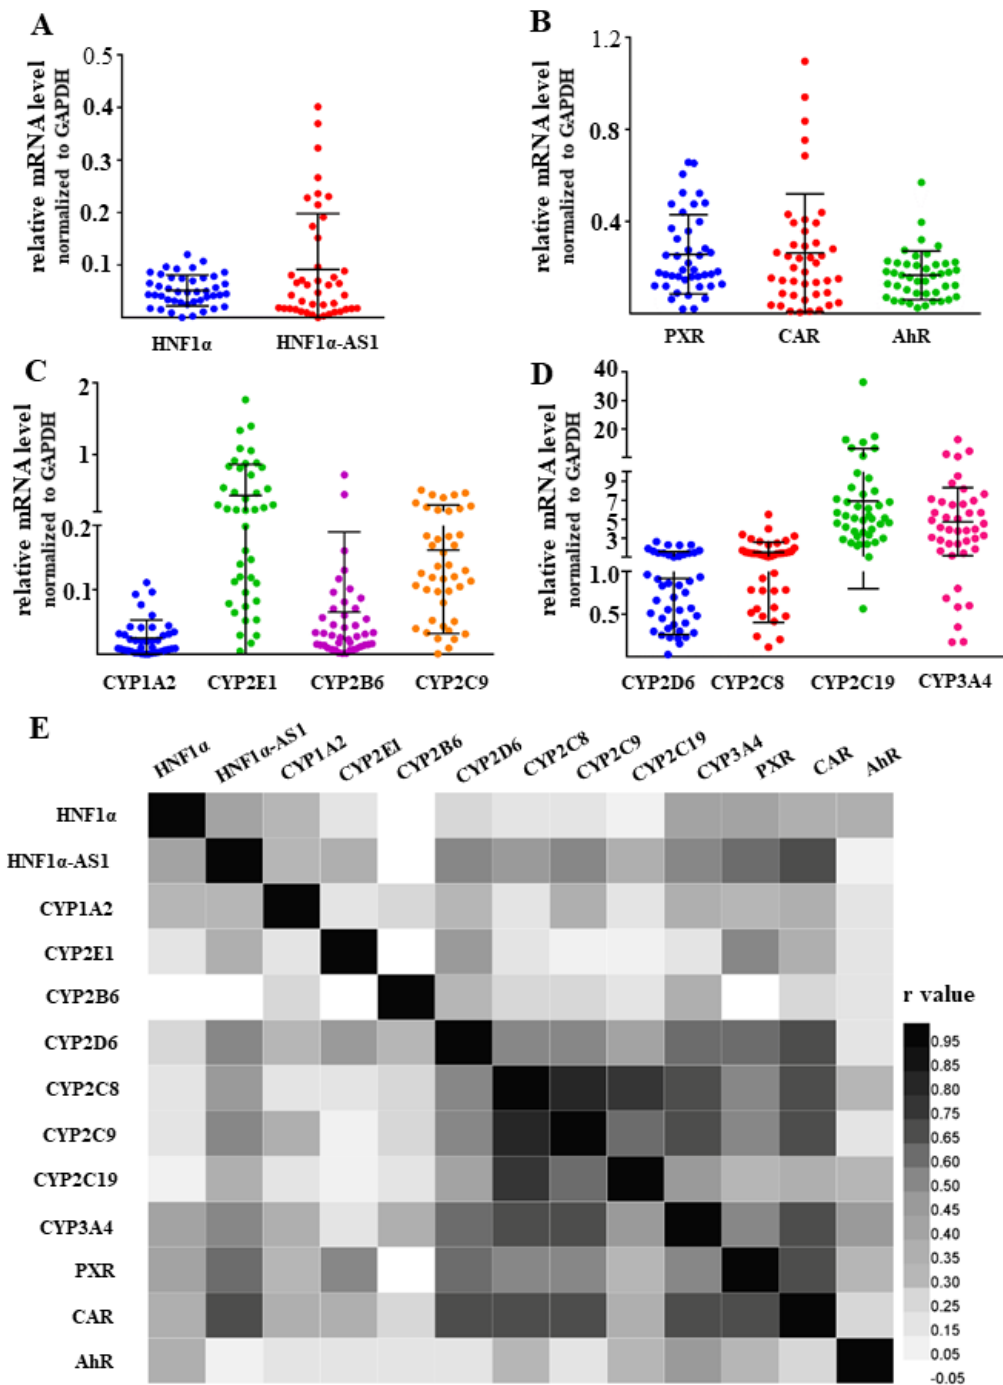 A
relative mRNA level
normalized to GAPDH
0.5
0.4
0.3
0.2
0.1
HNF1α
HNF1α-AS1
B
relative mRNA level
normalized to GAPDH
1.2
0.8
0.4
PXR
CAR
AhR
C
relative mRNA level
normalized to GAPDH
2
1
0.2
0.1
CYP1A2
CYP2E1
CYP2B6
CYP2C9
D
relative mRNA level
normalized to GAPDH
40
30
20
9
7
5
3
1.0
0.5
CYP2D6
CYP2C8
CYP2C19
CYP3A4
E
HNF1α
HNF1α-AS1
CYP1A2
CYP2E1
CYP2B6
CYP2D6
CYP2C8
CYP2C9
CYP2C19
CYP3A4
PXR
CAR
AhR
HNF1α
HNF1α-AS1
CYP1A2
CYP2E1
CYP2B6
CYP2D6
CYP2C8
CYP2C9
CYP2C19
CYP3A4
PXR
CAR
AhR
r value
0.95
0.85
0.80
0.75
0.65
0.60
0.50
0.45
0.40
0.35
0.30
0.25
0.15
0.05
-0.05